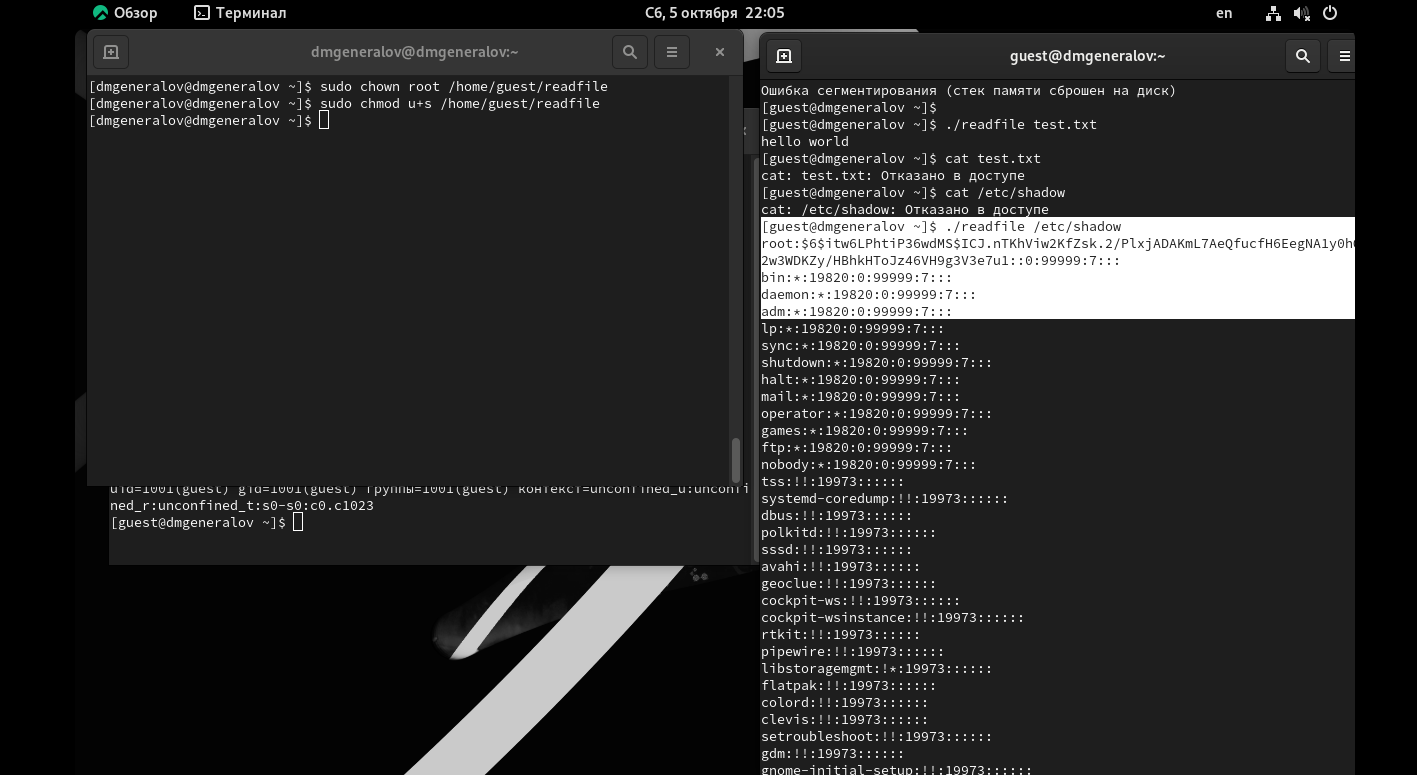 Обзор
Терминал
Сб, 5 октября 22:05
en
dmgeneralov@dmgeneralov:~
[dmgeneralov@dmgeneralov ~]$ sudo chown root /home/guest/readfile
[dmgeneralov@dmgeneralov ~]$ sudo chmod u+s /home/guest/readfile
[dmgeneralov@dmgeneralov ~]$
uid=1001(guest) gid=1001(guest) группы=1001(guest) контекст=unconfined_u:unconfi
ned_r:unconfined_t:s0-s0:c0.c1023
[guest@dmgeneralov ~]$
guest@dmgeneralov:~
Ошибка сегментирования (стек памяти сброшен на диск)
[guest@dmgeneralov ~]$
[guest@dmgeneralov ~]$ ./readfile test.txt
hello world
[guest@dmgeneralov ~]$ cat test.txt
cat: test.txt: Отказано в доступе
[guest@dmgeneralov ~]$ cat /etc/shadow
cat: /etc/shadow: Отказано в доступе
[guest@dmgeneralov ~]$ ./readfile /etc/shadow
root:$6$itw6LPhtiP36wdMS$ICJ.nTKhViw2KfZsk.2/PlxjADAKmL7AeQfucfH6EegNA1y0h
2w3WDKZy/HBhkHToJz46VH9g3V3e7u1::0:99999:7:::
bin:*:19820:0:99999:7:::
daemon:*:19820:0:99999:7:::
adm:*:19820:0:99999:7:::
lp:*:19820:0:99999:7:::
sync:*:19820:0:99999:7:::
shutdown:*:19820:0:99999:7:::
halt:*:19820:0:99999:7:::
mail:*:19820:0:99999:7:::
operator:*:19820:0:99999:7:::
games:*:19820:0:99999:7:::
ftp:*:19820:0:99999:7:::
nobody:*:19820:0:99999:7:::
tss:!!:19973::::::
systemd-coredump:!!:19973::::::
dbus:!!:19973::::::
polkitd:!!:19973::::::
sssd:!!:19973::::::
avahi:!!:19973::::::
geoclue:!!:19973::::::
cockpit-ws:!!:19973::::::
cockpit-wsinstance:!!:19973::::::
rtkit:!!:19973::::::
pipewire:!!:19973::::::
libstoragemgmt:!*:19973::::::
flatpak:!!:19973::::::
colord:!!:19973::::::
clevis:!!:19973::::::
setroubleshoot:!!:19973::::::
gdm:!!:19973::::::
gnome-initial-setup:!!:19973::::::